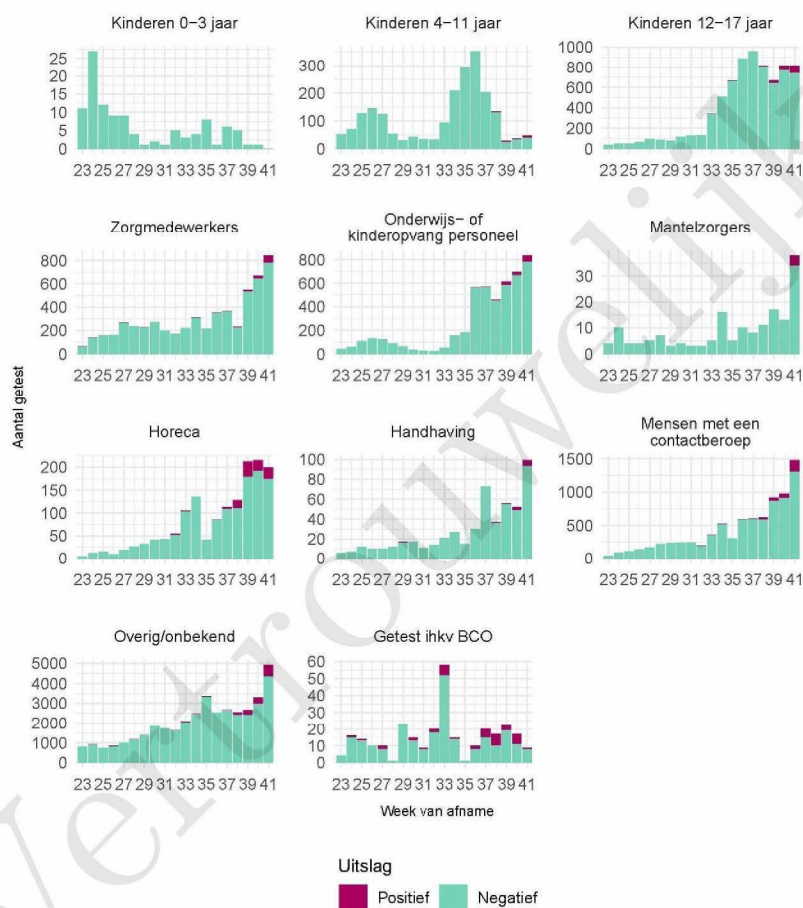 Kinderen 0−3 jaar
25
20
15
10
5
0
23 25 27 29 31 33 35 37 39 41
Kinderen 4−11 jaar
300
200
100
0
23 25 27 29 31 33 35 37 39 41
Kinderen 12−17 jaar
1000
800
600
400
200
0
23 25 27 29 31 33 35 37 39 41
Zorgmedewerkers
800
600
400
200
0
23 25 27 29 31 33 35 37 39 41
Onderwijs− of
kinderopvang personeel
800
600
400
200
0
23 25 27 29 31 33 35 37 39 41
Mantelzorgers
30
20
10
0
23 25 27 29 31 33 35 37 39 41
Aantal getest
Horeca
200
150
100
50
0
23 25 27 29 31 33 35 37 39 41
Handhaving
100
80
60
40
20
0
23 25 27 29 31 33 35 37 39 41
Mensen met een
contactberoep
1500
1000
500
0
23 25 27 29 31 33 35 37 39 41
Overig/onbekend
5000
4000
3000
2000
1000
0
23 25 27 29 31 33 35 37 39 41
Getest ihkv BCO
60
50
40
30
20
10
0
23 25 27 29 31 33 35 37 39 41
Week van afname
Uitslag
Positief Negatief
Vertrouwelijk